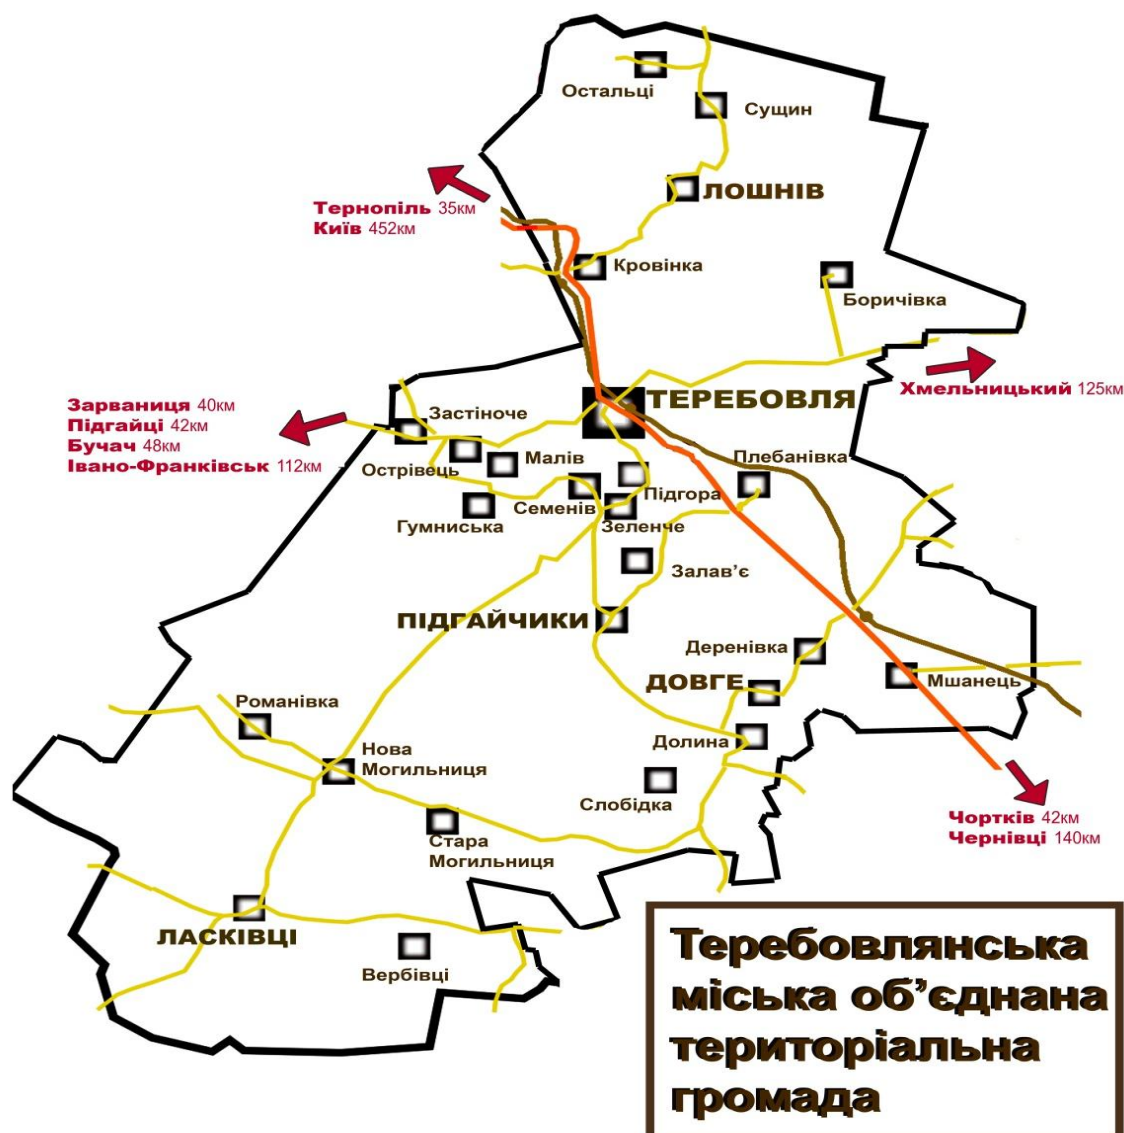 Остальці
Сущин
ЛОШНІВ
Тернопіль 35км
Київ 452км
Кровінка
Боричівка
Хмельницький 125км
ТЕРЕБОВЛЯ
Зарваниця 40км
Підгайці 42км
Бучач 48км
Івано-Франківськ 112км
Застіноче
Острівець
Малів
Плебанівка
Підгора
Семенів
Гумниська
Зеленче
Залав’є
ПІДГАЙЧИКИ
Деренівка
ДОВГЕ
Мшанець
Романівка
Долина
Нова
Могильниця
Слобідка
Чортків 42км
Чернівці 140км
Стара
Могильниця
ЛАСКІВЦІ
Вербівці
Теребовлянська
міська об’єднана
територіальна
громада